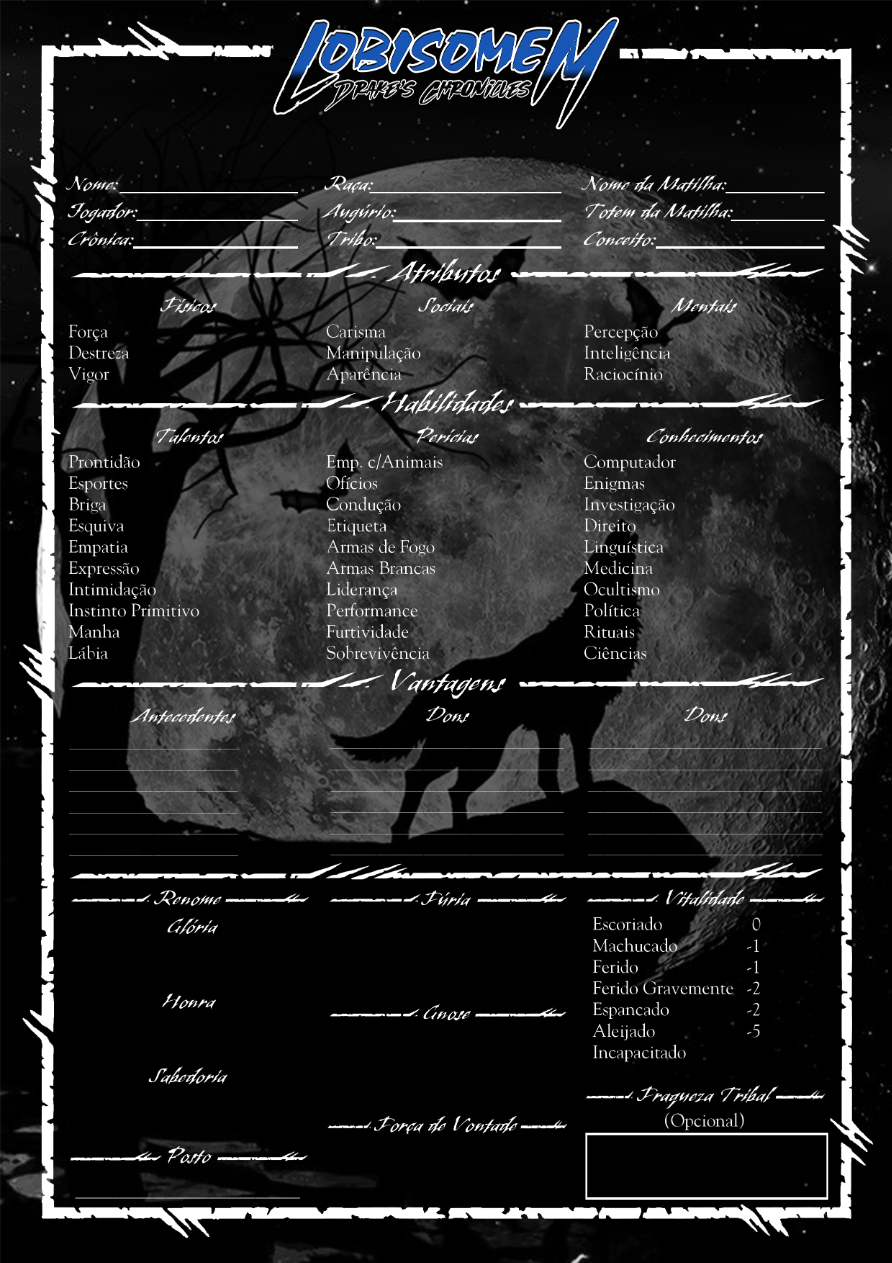 LOBISOMEM
DRAKE'S CHRONICLES
Nome: Raça: Nome da Matilha:
Jogador: Augúrio: Totem da Matilha:
Crônica: Tribo: Conceito:
Atributos
Físicos Sociais Mentais
Força Carisma Percepção
Destreza Manipulação Inteligência
Vigor Aparência Raciocínio
Habilidades
Talentos Perícias Conhecimentos
Prontidão Emp. c/Animais Computador
Esportes Ofícios Enigmas
Briga Condução Investigação
Esquiva Etiqueta Direito
Empatia Armas de Fogo Linguística
Expressão Armas Brancas Medicina
Intimidação Liderança Ocultismo
Instinto Primitivo Performance Política
Manha Furtividade Rituais
Lábia Sobrevivência Ciências
Vantagens
Antecedentes Dons Dons
Renome Fúria Vitalidade
Glória Escoriado 0
Machucado -1
Ferido -1
Ferido Gravemente -2
Honra Gnose Espancado -2
Aleijado -5
Incapacitado
Sabedoria Fraqueza Tribal
Força de Vontade (Opcional)
Posto